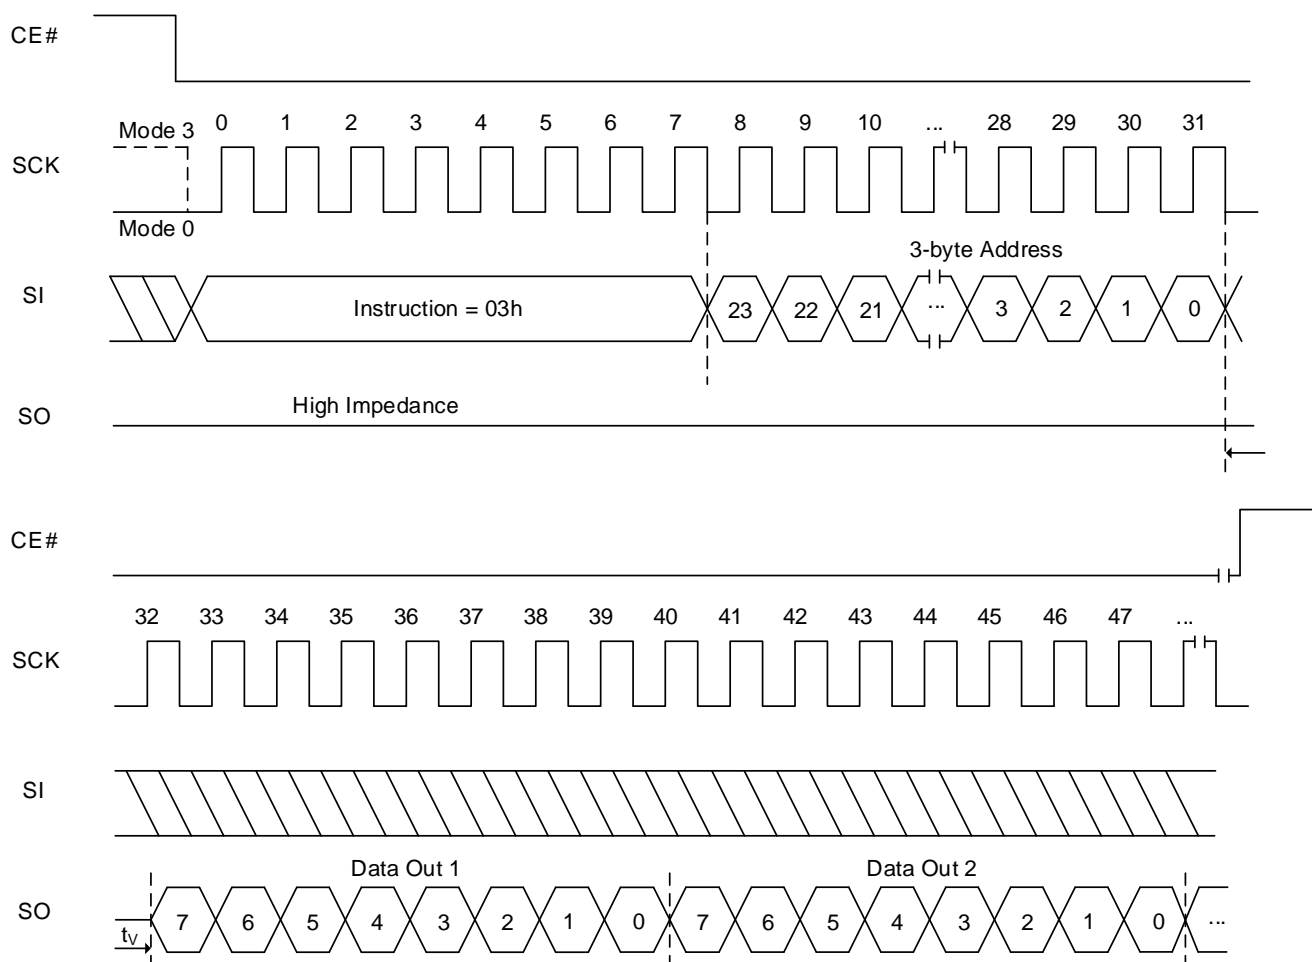 CE#
Mode 3 0 1 2 3 4 5 6 7 8 9 10 ... 28 29 30 31
SCK
Mode 0
3-byte Address
SI Instruction = 03h 23 22 21 ... 3 2 1 0
High Impedance
SO
CE#
32 33 34 35 36 37 38 39 40 41 42 43 44 45 46 47 ...
SCK
SI
Data Out 1 Data Out 2
SO 7 6 5 4 3 2 1 0 7 6 5 4 3 2 1 0 ...
tV